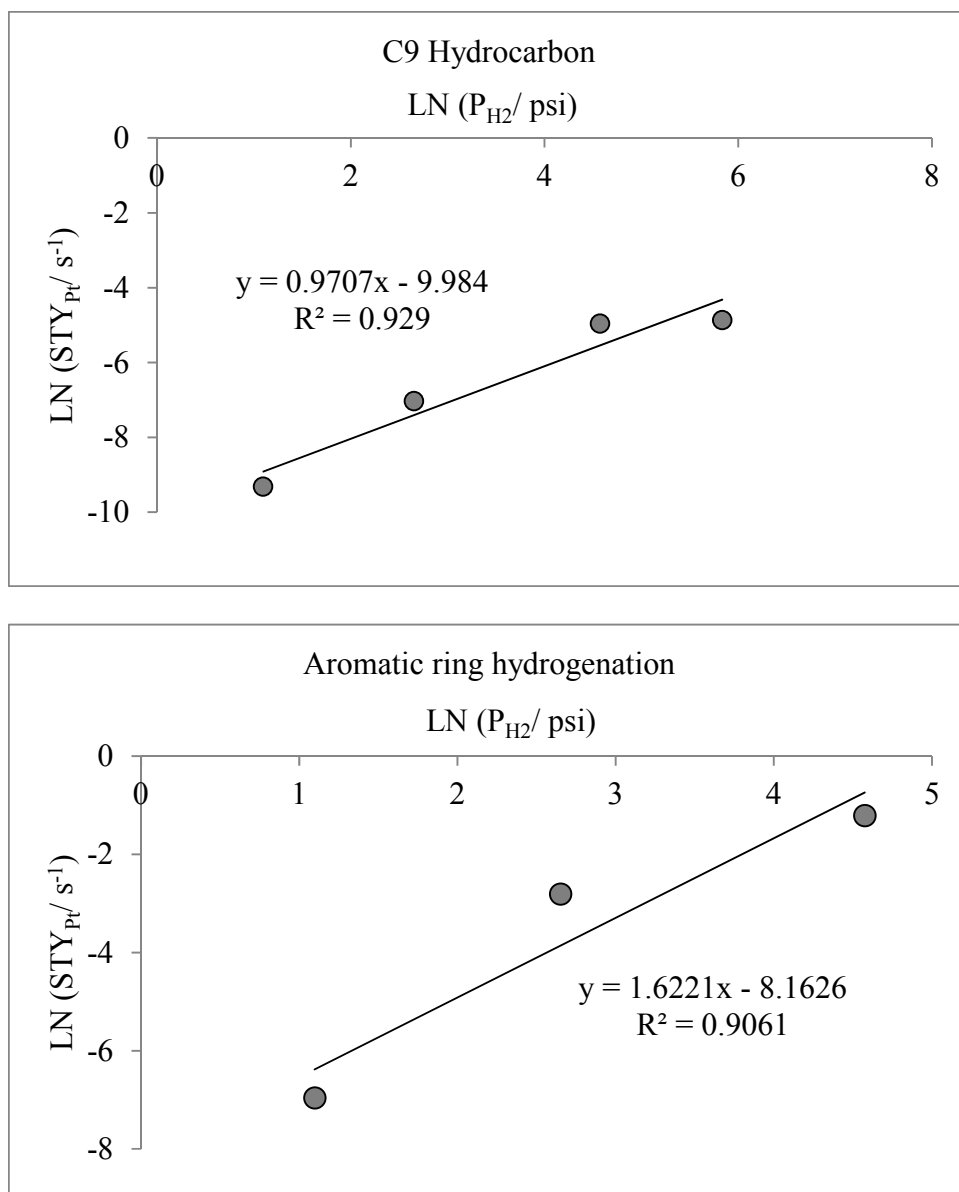 C9 Hydrocarbon
LN (P_H2/ psi)
0
0 2 4 6 8
-2
-4
-6
-8
-10
LN (STY_Pt/ s⁻¹)
y = 0.9707x - 9.984
R² = 0.929
Aromatic ring hydrogenation
LN (P_H2/ psi)
0
0 1 2 3 4 5
-2
-4
-6
-8
LN (STY_Pt/ s⁻¹)
y = 1.6221x - 8.1626
R² = 0.9061